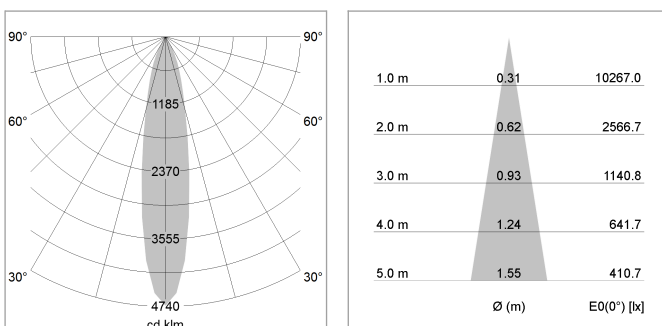 90° 90°
1185
60° 60°
2370
3555
30° 30°
4740
cd klm
1.0 m 0.31 10267.0
2.0 m 0.62 2566.7
3.0 m 0.93 1140.8
4.0 m 1.24 641.7
5.0 m 1.55 410.7
Ø (m) E0(0°) [lx]